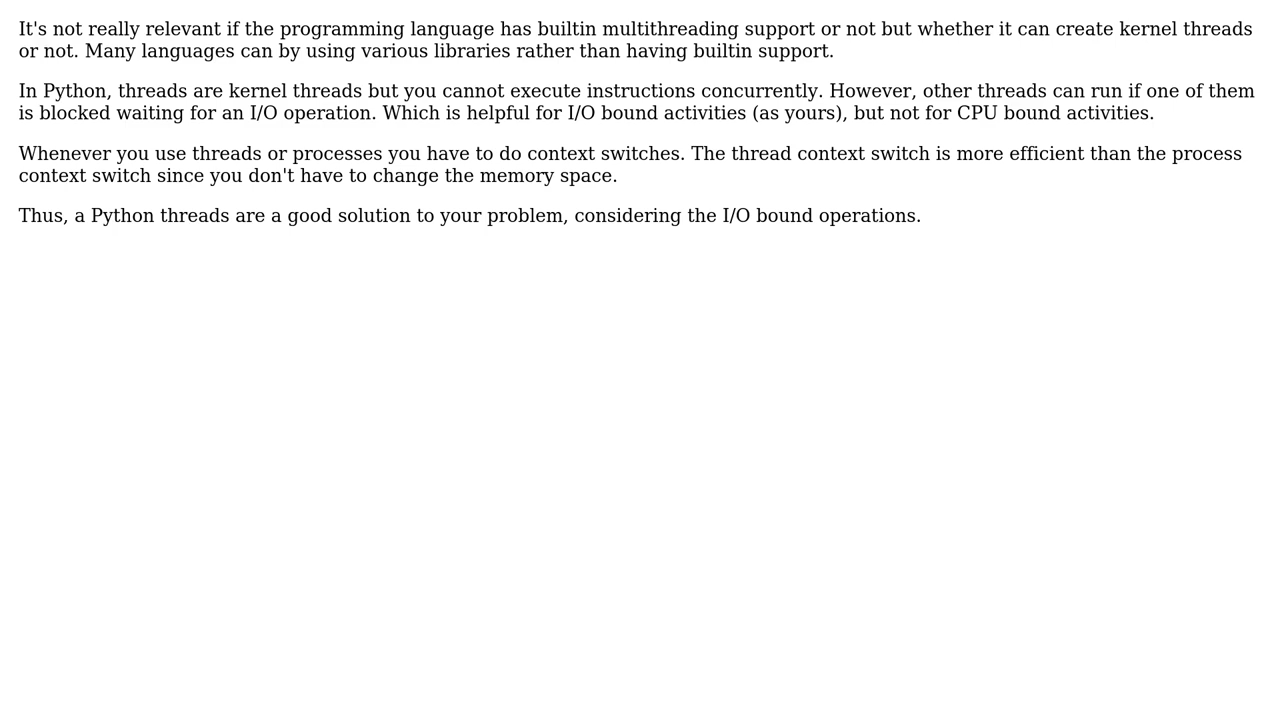 It's not really relevant if the programming language has builtin multithreading support or not but whether it can create kernel threads
or not. Many languages can by using various libraries rather than having builtin support.
In Python, threads are kernel threads but you cannot execute instructions concurrently. However, other threads can run if one of them
is blocked waiting for an I/O operation. Which is helpful for I/O bound activities (as yours), but not for CPU bound activities.
Whenever you use threads or processes you have to do context switches. The thread context switch is more efficient than the process
context switch since you don't have to change the memory space.
Thus, a Python threads are a good solution to your problem, considering the I/O bound operations.